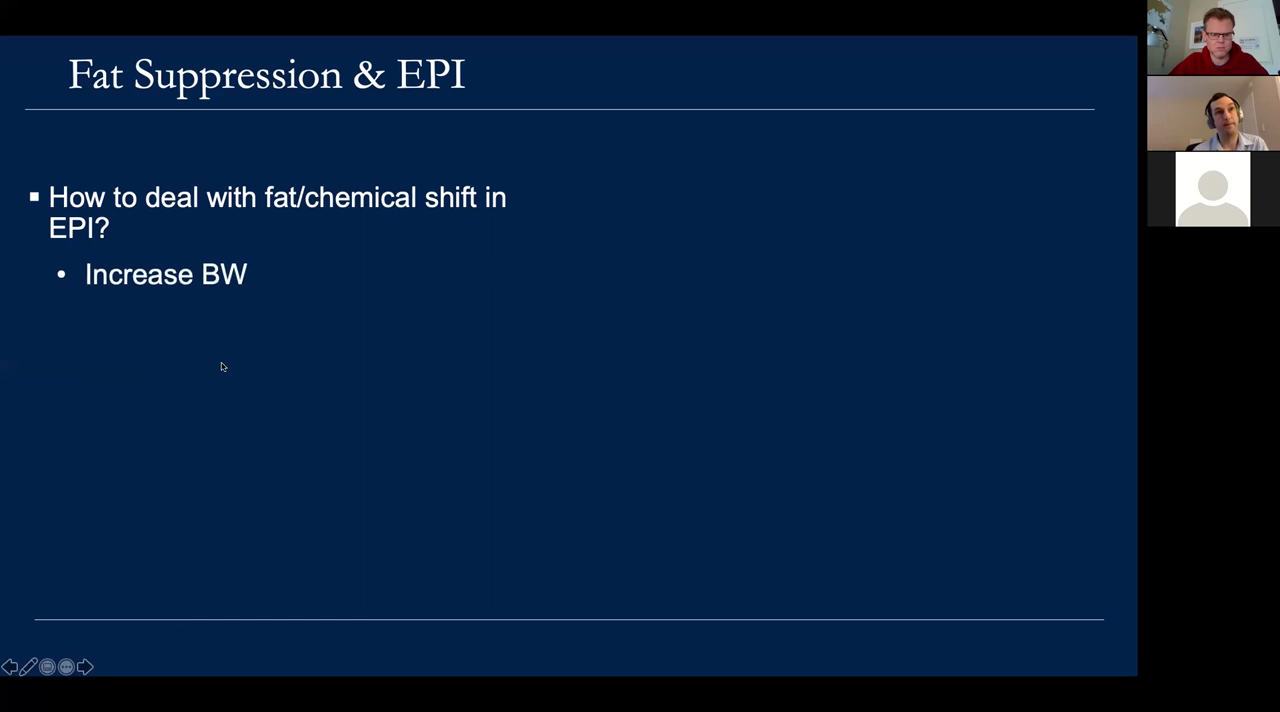 Fat Suppression & EPI
▪ How to deal with fat/chemical shift in
EPI?
• Increase BW